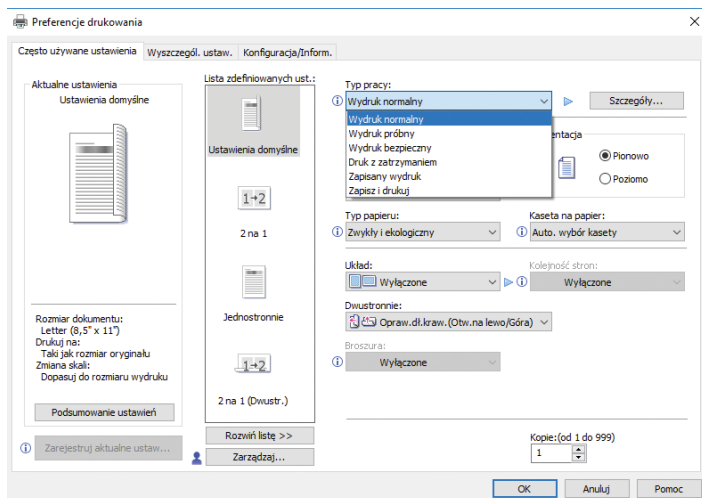 Preferencje drukowania
Często używane ustawienia
Wyszczegól. ustaw.
Konfiguracja/Inform.
Aktualne ustawienia
Ustawienia domyślne
Rozmiar dokumentu:
Letter (8,5" x 11")
Drukuj na:
Taki jak rozmiar oryginału
Zmiana skali:
Dopasuj do rozmiaru wydruku
Podsumowanie ustawień
Zarejestruj aktualne ustaw...
Lista zdefiniowanych ust.:
Ustawienia domyślne
1→2
2 na 1
Jednostronnie
1→2
2 na 1 (Dwustr.)
Rozwiń listę >>
Zarządzaj...
Typ pracy:
Wydruk normalny
Szczegóły...
Wydruk normalny
Wydruk próbny
Wydruk bezpieczny
Druk z zatrzymaniem
Zapisany wydruk
Zapisz i drukuj
entacja
Pionowo
Poziomo
Typ papieru:
Zwykły i ekologiczny
Kaseta na papier:
Auto. wybór kasety
Układ:
Wyłączone
Kolejność stron:
Wyłączone
Dwustronnie:
Opraw.dł.kraw.(Otw.na lewo/Góra)
Broszura:
Wyłączone
Kopie:(od 1 do 999)
1
OK
Anuluj
Pomoc